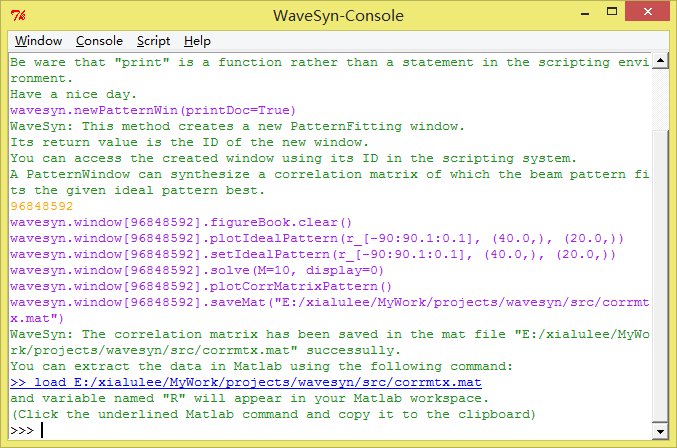 WaveSyn-Console
Window Console Script Help
Be ware that "print" is a function rather than a statement in the scripting envi
ronment.
Have a nice day.
wavesyn.newPatternWin(printDoc=True)
WaveSyn: This method creates a new PatternFitting window.
Its return value is the ID of the new window.
You can access the created window using its ID in the scripting system.
A PatternWindow can synthesize a correlation matrix of which the beam pattern fi
ts the given ideal pattern best.
96848592
wavesyn.window[96848592].figureBook.clear()
wavesyn.window[96848592].plotIdealPattern(r_[-90:90.1:0.1], (40.0,), (20.0,))
wavesyn.window[96848592].setIdealPattern(r_[-90:90.1:0.1], (40.0,), (20.0,))
wavesyn.window[96848592].solve(M=10, display=0)
wavesyn.window[96848592].plotCorrMatrixPattern()
wavesyn.window[96848592].saveMat("E:/xialulee/MyWork/projects/wavesyn/src/corrmt
x.mat")
WaveSyn: The correlation matrix has been saved in the mat file "E:/xialulee/MyWo
rk/projects/wavesyn/src/corrmtx.mat" successully.
You can extract the data in Matlab using the following command:
>> load E:/xialulee/MyWork/projects/wavesyn/src/corrmtx.mat
and variable named "R" will appear in your Matlab workspace.
(Click the underlined Matlab command and copy it to the clipboard)
>>>